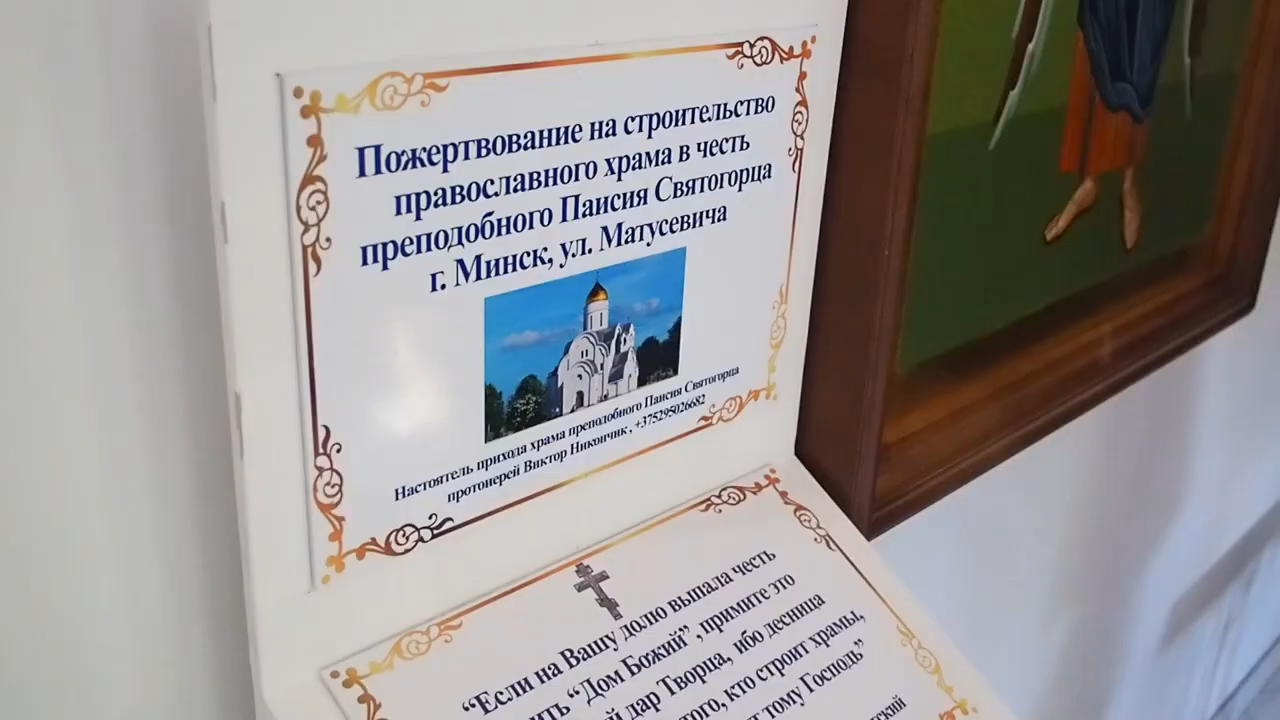 Пожертвование на строительство
православного храма в честь
преподобного Паисия Святогорца
г. Минск, ул. Матусевича
Настоятель прихода храма преподобного Паисия Святогорца
протоиерей Виктор Никончик , +375295026682
“Если на Вашу долю выпала честь
“Дом Божий” , примите это
дар Творца, ибо десница
того, кто строит храмы,
тому Господь”